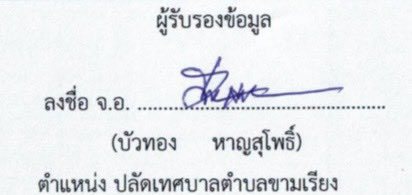 ผู้รับรองข้อมูล
ลงชื่อ จ.อ. ................................................
(บัวทอง หาญสุโพธิ์)
ตำแหน่ง ปลัดเทศบาลตำบลขามเรียง